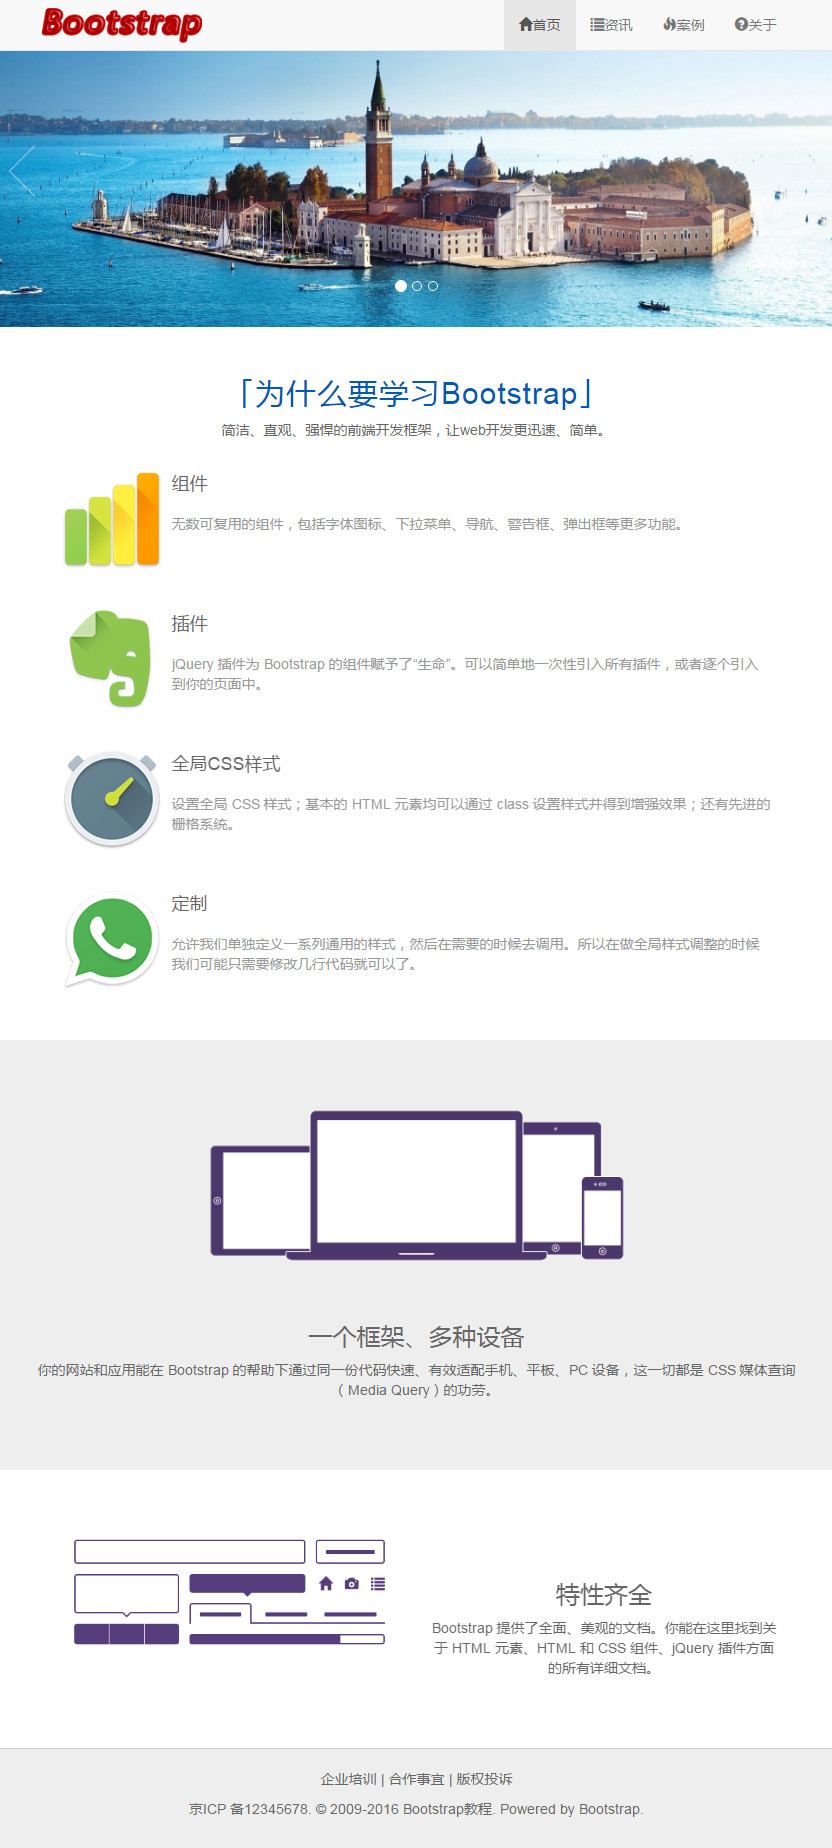 Bootstrap
首页 资讯 案例 关于
「为什么要学习Bootstrap」
简洁、直观、强悍的前端开发框架，让web开发更迅速、简单。
组件
无数可复用的组件，包括字体图标、下拉菜单、导航、警告框、弹出框等更多功能。
插件
jQuery 插件为 Bootstrap 的组件赋予了“生命”。可以简单地一次性引入所有插件，或者逐个引入
到你的页面中。
全局CSS样式
设置全局 CSS 样式；基本的 HTML 元素均可以通过 class 设置样式并得到增强效果；还有先进的
栅格系统。
定制
允许我们单独定义一系列通用的样式，然后在需要的时候去调用。所以在做全局样式调整的时候
我们可能只需要修改几行代码就可以了。
一个框架、多种设备
你的网站和应用能在 Bootstrap 的帮助下通过同一份代码快速、有效适配手机、平板、PC 设备，这一切都是 CSS 媒体查询
（ Media Query ）的功劳。
特性齐全
Bootstrap 提供了全面、美观的文档。你能在这里找到关
于 HTML 元素、HTML 和 CSS 组件、jQuery 插件方面
的所有详细文档。
企业培训 | 合作事宜 | 版权投诉
京ICP 备12345678. © 2009-2016 Bootstrap教程. Powered by Bootstrap.